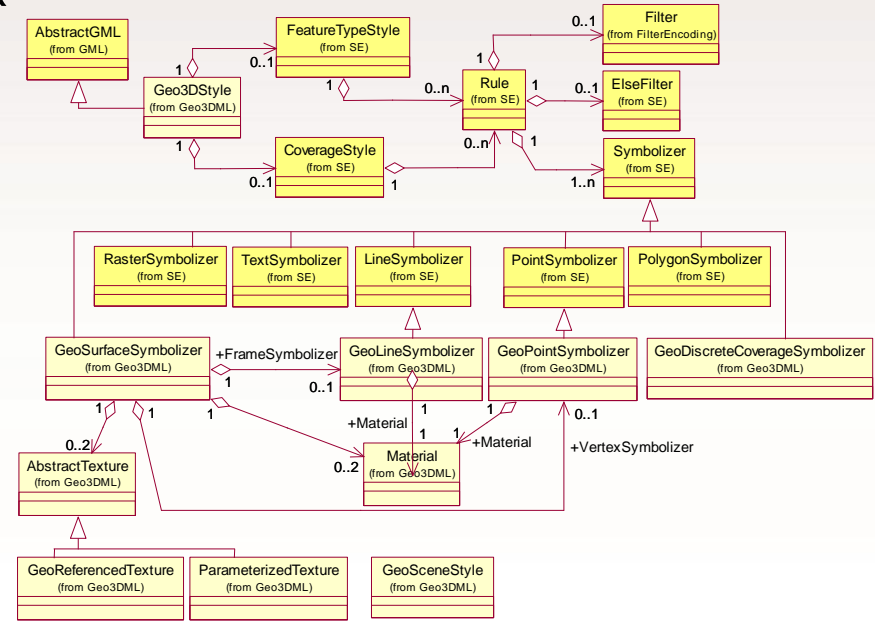 AbstractGML
(from GML)
FeatureTypeStyle
(from SE)
Filter
(from FilterEncoding)
0..1
1
0..1
1
Geo3DStyle
(from Geo3DML)
1
0..n
Rule
(from SE)
1
0..1
ElseFilter
(from SE)
1
CoverageStyle
(from SE)
0..1
1
0..n
1
1..n
Symbolizer
(from SE)
RasterSymbolizer
(from SE)
TextSymbolizer
(from SE)
LineSymbolizer
(from SE)
PointSymbolizer
(from SE)
PolygonSymbolizer
(from SE)
GeoSurfaceSymbolizer
(from Geo3DML)
+FrameSymbolizer
1
0..1
GeoLineSymbolizer
(from Geo3DML)
GeoPointSymbolizer
(from Geo3DML)
GeoDiscreteCoverageSymbolizer
(from Geo3DML)
1
1
1
1
1
0..1
+Material
1
1
+Material
+VertexSymbolizer
0..2
0..2
AbstractTexture
(from Geo3DML)
Material
(from Geo3DML)
GeoReferencedTexture
(from Geo3DML)
ParameterizedTexture
(from Geo3DML)
GeoSceneStyle
(from Geo3DML)